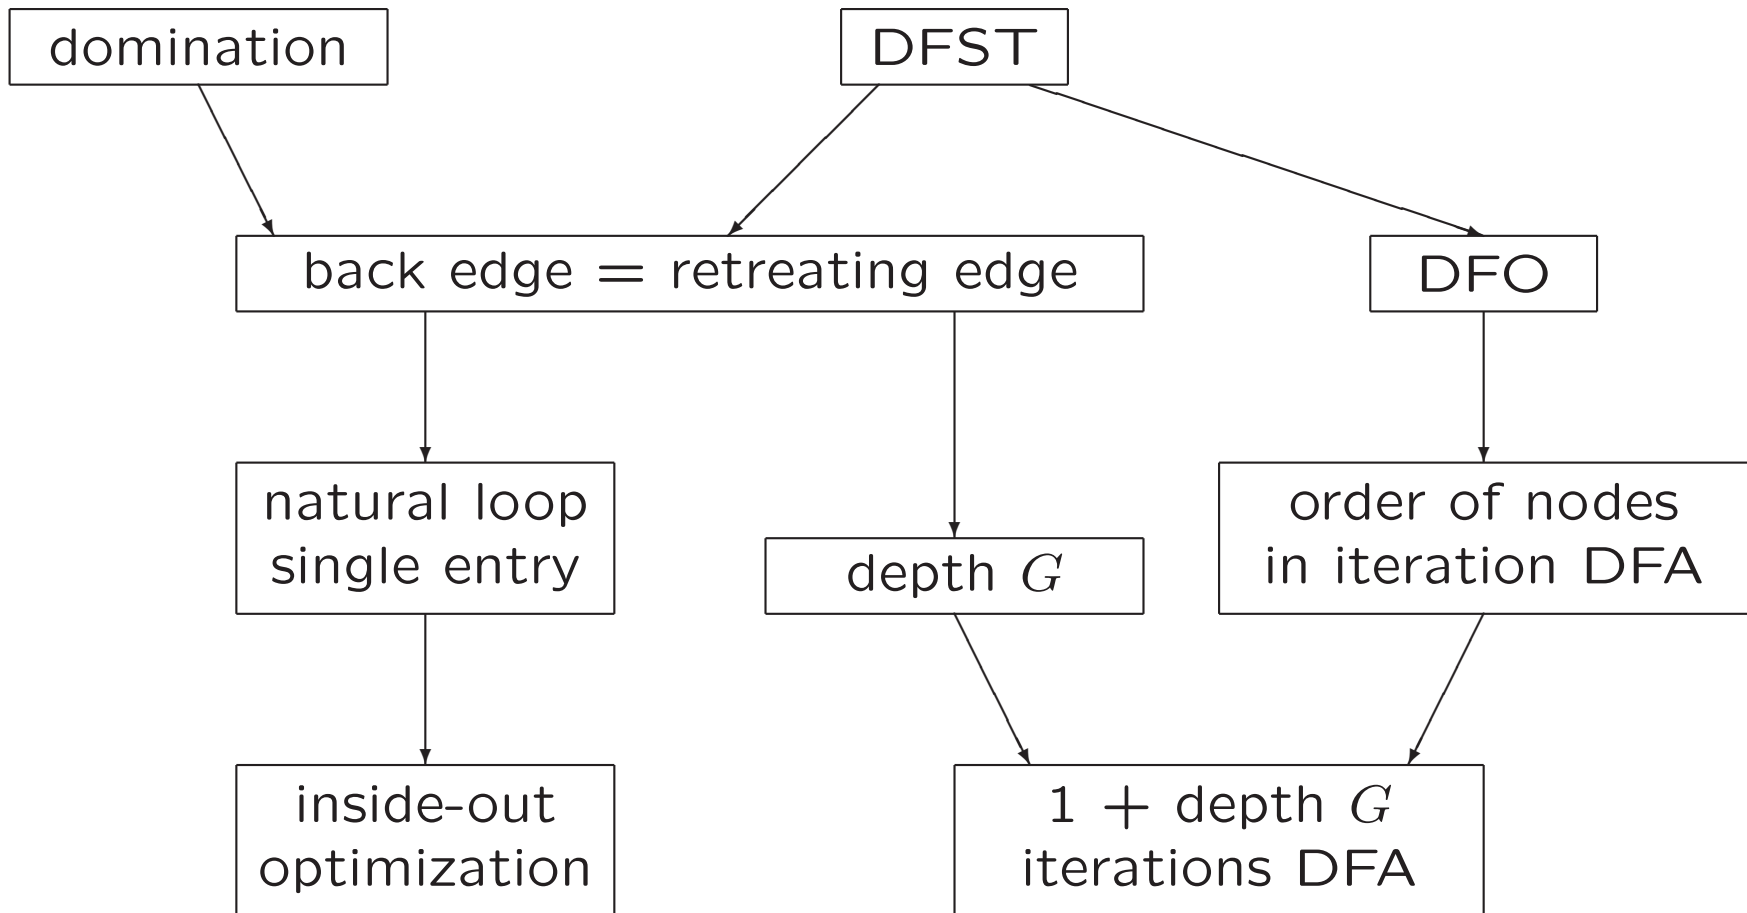 domination
DFST
back edge = retreating edge
DFO
natural loop
single entry
depth G
order of nodes
in iteration DFA
inside-out
optimization
1 + depth G
iterations DFA